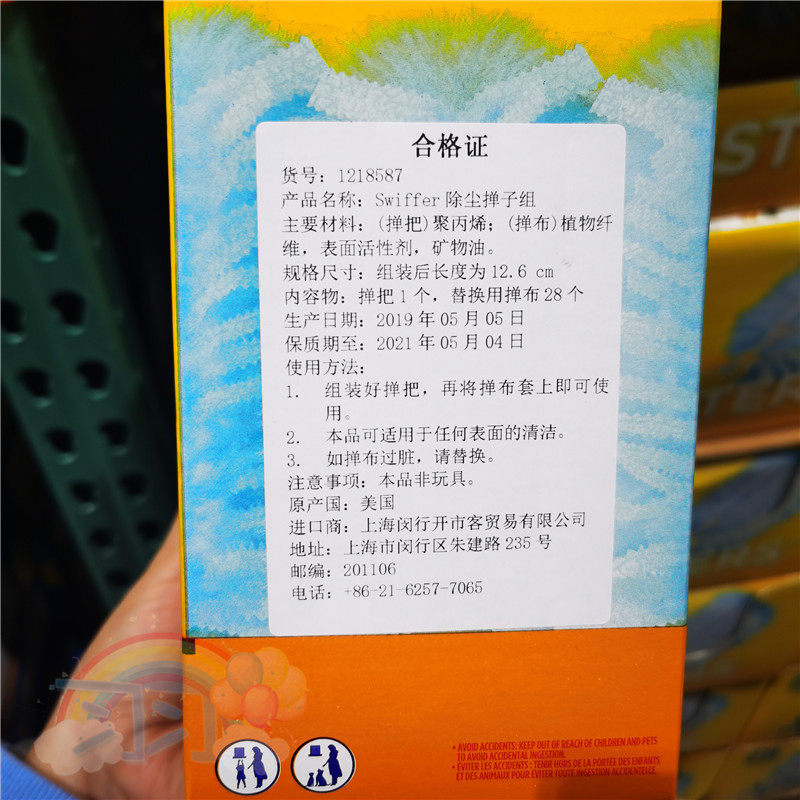 合格证
货号：1218587
产品名称：Swiffer 除尘掸子组
主要材料：（掸把）聚丙烯；（掸布）植物纤
维，表面活性剂，矿物油。
规格尺寸：组装后长度为 12.6 cm
内容物：掸把 1 个，替换用掸布 28 个
生产日期：2019 年 05 月 05 日
保质期至：2021 年 05 月 04 日
使用方法：
1. 组装好掸把，再将掸布套上即可使
用。
2. 本品可适用于任何表面的清洁。
3. 如掸布过脏，请替换。
注意事项：本品非玩具。
原产国：美国
进口商：上海闵行开市客贸易有限公司
地址：上海市闵行区朱建路 235 号
邮编：201106
电话：+86-21-6257-7065
• AVOID ACCIDENTS: KEEP OUT OF REACH OF CHILDREN AND PETS
TO AVOID ACCIDENTAL INGESTION.
• ÉVITER LES ACCIDENTS : TENIR HORS DE LA PORTÉE DES ENFANTS
ET DES ANIMAUX POUR ÉVITER TOUTE INGESTION ACCIDENTELLE.